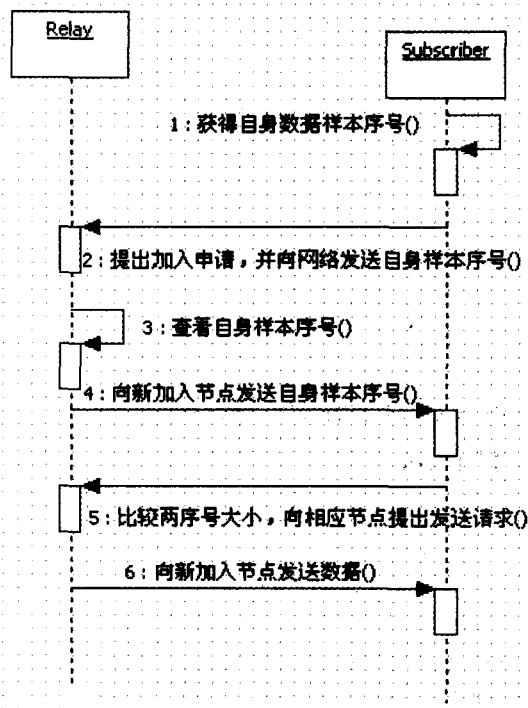 Relay
Subscriber
1：获得自身数据样本序号()
2：提出加入申请，并向网络发送自身样本序号()
3：查看自身样本序号()
4：向新加入节点发送自身样本序号()
5：比较两序号大小，向相应节点提出发送请求()
6：向新加入节点发送数据()